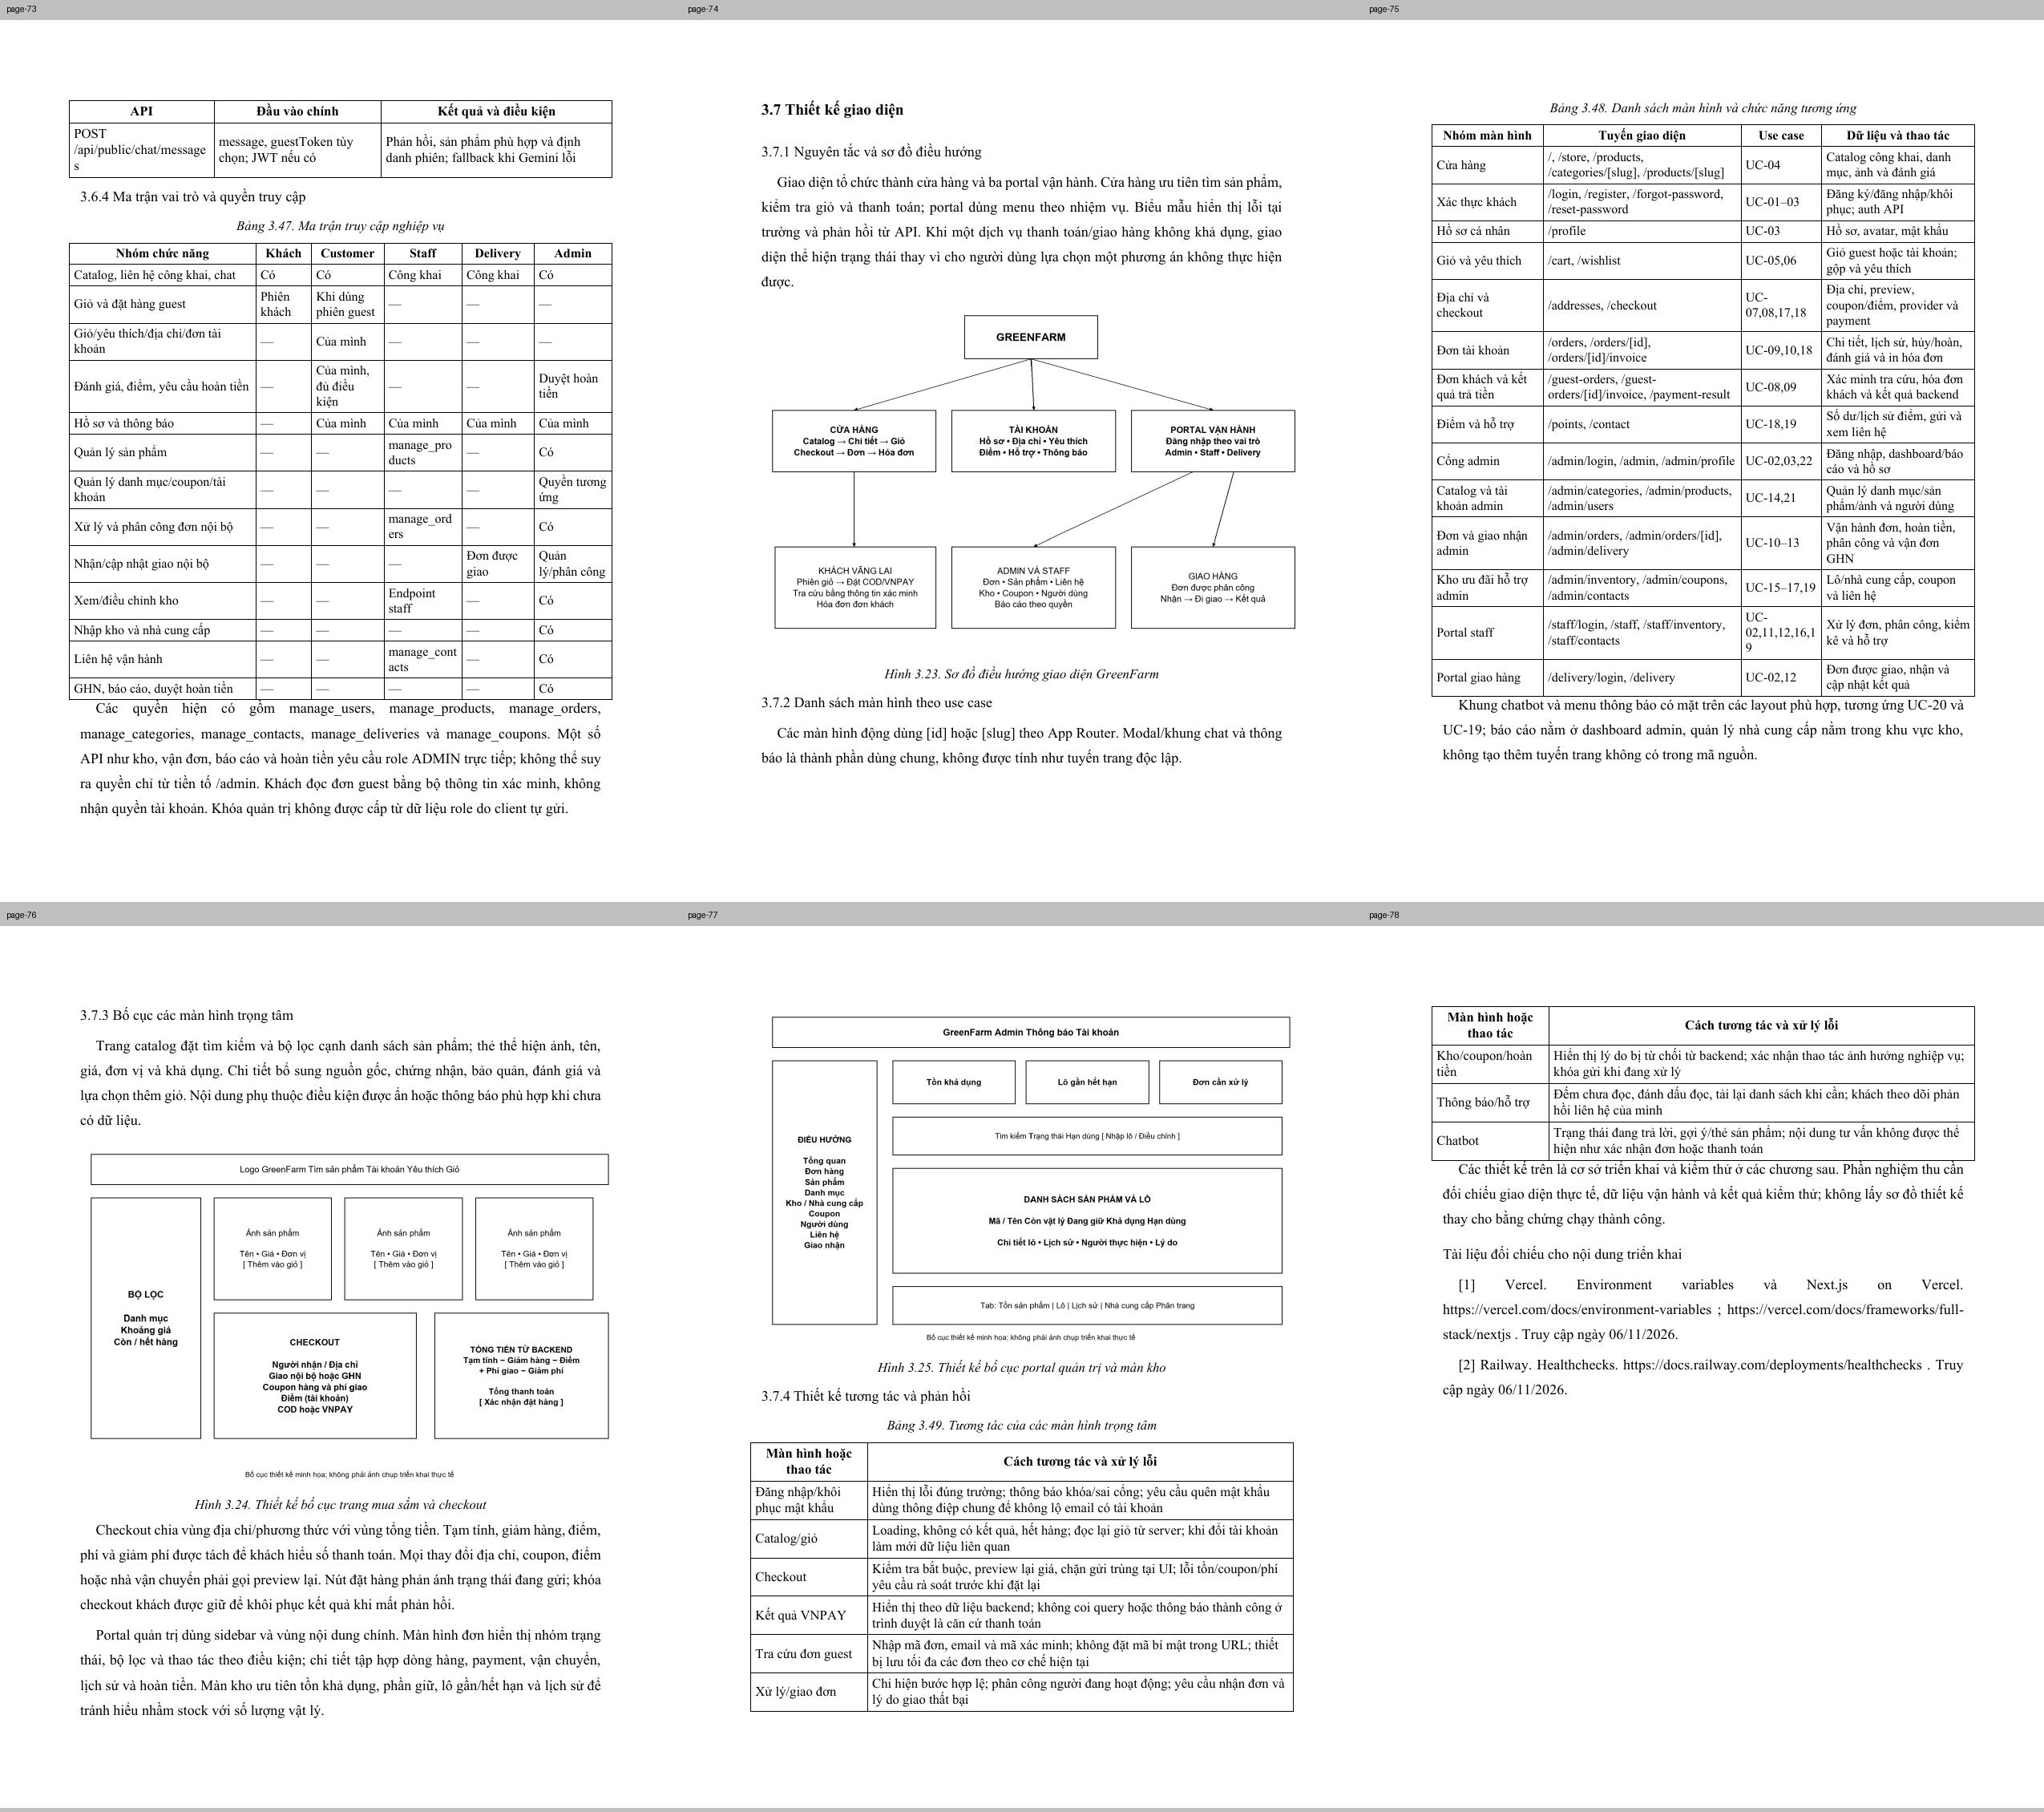 page-73
API | Đầu vào chính | Kết quả và điều kiện
POST /api/public/chat/messages | message, guestToken tùy chọn; JWT nếu có | Phản hồi, sản phẩm phù hợp và định danh phiên; fallback khi Gemini lỗi
3.6.4 Ma trận vai trò và quyền truy cập
Bảng 3.47. Ma trận truy cập nghiệp vụ
Nhóm chức năng | Khách | Customer | Staff | Delivery | Admin
Catalog, liên hệ công khai, chat | Có | Có | Công khai | Công khai | Có
Giỏ và đặt hàng guest | Phiên khách | Khi dùng phiên guest | — | — | —
Giỏ/yêu thích/địa chỉ/đơn tài khoản | — | Của mình | — | — | —
Đánh giá, điểm, yêu cầu hoàn tiền | — | Của mình, đủ điều kiện | — | — | Duyệt hoàn tiền
Hồ sơ và thông báo | — | Của mình | Của mình | Của mình | Của mình
Quản lý sản phẩm | — | — | manage_products | — | Có
Quản lý danh mục/coupon/tài khoản | — | — | — | — | Quyền tương ứng
Xử lý và phân công đơn nội bộ | — | — | manage_orders | — | Có
Nhận/cập nhật giao nội bộ | — | — | — | Đơn được giao | Quản lý/phân công
Xem/điều chỉnh kho | — | — | Endpoint staff | — | Có
Nhập kho và nhà cung cấp | — | — | — | — | Có
Liên hệ vận hành | — | — | manage_contacts | — | Có
GHN, báo cáo, duyệt hoàn tiền | — | — | — | — | Có
Các quyền hiện có gồm manage_users, manage_products, manage_orders,
manage_categories, manage_contacts, manage_deliveries và manage_coupons. Một số
API như kho, vận đơn, báo cáo và hoàn tiền yêu cầu role ADMIN trực tiếp; không thể suy
ra quyền chỉ từ tiền tố /admin. Khách đọc đơn guest bằng bộ thông tin xác minh, không
nhận quyền tài khoản. Khóa quản trị không được cấp từ dữ liệu role do client tự gửi.
page-74
3.7 Thiết kế giao diện
3.7.1 Nguyên tắc và sơ đồ điều hướng
Giao diện tổ chức thành cửa hàng và ba portal vận hành. Cửa hàng ưu tiên tìm sản phẩm,
kiểm tra giỏ và thanh toán; portal dùng menu theo nhiệm vụ. Biểu mẫu hiển thị lỗi tại
trường và phản hồi từ API. Khi một dịch vụ thanh toán/giao hàng không khả dụng, giao
diện thể hiện trạng thái thay vì cho người dùng lựa chọn một phương án không thực hiện
được.
GREENFARM
CỬA HÀNG
Catalog → Chi tiết → Giỏ
Checkout → Đơn → Hóa đơn
TÀI KHOẢN
Hồ sơ • Địa chỉ • Yêu thích
Điểm • Hỗ trợ • Thông báo
PORTAL VẬN HÀNH
Đăng nhập theo vai trò
Admin • Staff • Delivery
KHÁCH VÃNG LAI
Phiên giỏ → Đặt COD/VNPAY
Tra cứu bằng thông tin xác minh
Hóa đơn đơn khách
ADMIN VÀ STAFF
Đơn • Sản phẩm • Liên hệ
Kho • Coupon • Người dùng
Báo cáo theo quyền
GIAO HÀNG
Đơn được phân công
Nhận → Đi giao → Kết quả
Hình 3.23. Sơ đồ điều hướng giao diện GreenFarm
3.7.2 Danh sách màn hình theo use case
Các màn hình động dùng [id] hoặc [slug] theo App Router. Modal/khung chat và thông
báo là thành phần dùng chung, không được tính như tuyến trang độc lập.
page-75
Bảng 3.48. Danh sách màn hình và chức năng tương ứng
Nhóm màn hình | Tuyến giao diện | Use case | Dữ liệu và thao tác
Cửa hàng | /, /store, /products, /categories/[slug], /products/[slug] | UC-04 | Catalog công khai, danh mục, ảnh và đánh giá
Xác thực khách | /login, /register, /forgot-password, /reset-password | UC-01–03 | Đăng ký/đăng nhập/khôi phục; auth API
Hồ sơ cá nhân | /profile | UC-03 | Hồ sơ, avatar, mật khẩu
Giỏ và yêu thích | /cart, /wishlist | UC-05,06 | Giỏ guest hoặc tài khoản; gộp và yêu thích
Địa chỉ và checkout | /addresses, /checkout | UC-07,08,17,18 | Địa chỉ, preview, coupon/điểm, provider và payment
Đơn tài khoản | /orders, /orders/[id], /orders/[id]/invoice | UC-09,10,18 | Chi tiết, lịch sử, hủy/hoàn, đánh giá và in hóa đơn
Đơn khách và kết quả trả tiền | /guest-orders, /guest-orders/[id]/invoice, /payment-result | UC-08,09 | Xác minh tra cứu, hóa đơn khách và kết quả backend
Điểm và hỗ trợ | /points, /contact | UC-18,19 | Số dư/lịch sử điểm, gửi và xem liên hệ
Cổng admin | /admin/login, /admin, /admin/profile | UC-02,03,22 | Đăng nhập, dashboard/báo cáo và hồ sơ
Catalog và tài khoản admin | /admin/categories, /admin/products, /admin/users | UC-14,21 | Quản lý danh mục/sản phẩm/ảnh và người dùng
Đơn và giao nhận admin | /admin/orders, /admin/orders/[id], /admin/delivery | UC-10–13 | Vận hành đơn, hoàn tiền, phân công và vận đơn GHN
Kho ưu đãi hỗ trợ admin | /admin/inventory, /admin/coupons, /admin/contacts | UC-15–17,19 | Lô/nhà cung cấp, coupon và liên hệ
Portal staff | /staff/login, /staff, /staff/inventory, /staff/contacts | UC-02,11,12,16,19 | Xử lý đơn, phân công, kiểm kê và hỗ trợ
Portal giao hàng | /delivery/login, /delivery | UC-02,12 | Đơn được giao, nhận và cập nhật kết quả
Khung chatbot và menu thông báo có mặt trên các layout phù hợp, tương ứng UC-20 và
UC-19; báo cáo nằm ở dashboard admin, quản lý nhà cung cấp nằm trong khu vực kho,
không tạo thêm tuyến trang không có trong mã nguồn.
page-76
3.7.3 Bố cục các màn hình trọng tâm
Trang catalog đặt tìm kiếm và bộ lọc cạnh danh sách sản phẩm; thẻ thể hiện ảnh, tên,
giá, đơn vị và khả dụng. Chi tiết bổ sung nguồn gốc, chứng nhận, bảo quản, đánh giá và
lựa chọn thêm giỏ. Nội dung phụ thuộc điều kiện được ẩn hoặc thông báo phù hợp khi chưa
có dữ liệu.
Logo GreenFarm Tìm sản phẩm Tài khoản Yêu thích Giỏ
BỘ LỌC
Danh mục
Khoảng giá
Còn / hết hàng
Ảnh sản phẩm
Tên • Giá • Đơn vị
[ Thêm vào giỏ ]
Ảnh sản phẩm
Tên • Giá • Đơn vị
[ Thêm vào giỏ ]
Ảnh sản phẩm
Tên • Giá • Đơn vị
[ Thêm vào giỏ ]
CHECKOUT
Người nhận / Địa chỉ
Giao nội bộ hoặc GHN
Coupon hàng và phí giao
Điểm (tài khoản)
COD hoặc VNPAY
TỔNG TIỀN TỪ BACKEND
Tạm tính − Giảm hàng − Điểm
+ Phí giao − Giảm phí
Tổng thanh toán
[ Xác nhận đặt hàng ]
Bố cục thiết kế minh họa; không phải ảnh chụp triển khai thực tế
Hình 3.24. Thiết kế bố cục trang mua sắm và checkout
Checkout chia vùng địa chỉ/phương thức với vùng tổng tiền. Tạm tính, giảm hàng, điểm,
phí và giảm phí được tách để khách hiểu số thanh toán. Mọi thay đổi địa chỉ, coupon, điểm
hoặc nhà vận chuyển phải gọi preview lại. Nút đặt hàng phản ánh trạng thái đang gửi; khóa
checkout khách được giữ để khôi phục kết quả khi mất phản hồi.
Portal quản trị dùng sidebar và vùng nội dung chính. Màn hình đơn hiển thị nhóm trạng
thái, bộ lọc và thao tác theo điều kiện; chi tiết tập hợp dòng hàng, payment, vận chuyển,
lịch sử và hoàn tiền. Màn kho ưu tiên tồn khả dụng, phần giữ, lô gần/hết hạn và lịch sử để
tránh hiểu nhầm stock với số lượng vật lý.
page-77
GreenFarm Admin Thông báo Tài khoản
ĐIỀU HƯỚNG
Tổng quan
Đơn hàng
Sản phẩm
Danh mục
Kho / Nhà cung cấp
Coupon
Người dùng
Liên hệ
Giao nhận
Tồn khả dụng
Lô gần hết hạn
Đơn cần xử lý
Tìm kiếm Trạng thái Hạn dùng [ Nhập lô / Điều chỉnh ]
DANH SÁCH SẢN PHẨM VÀ LÔ
Mã / Tên Còn vật lý Đang giữ Khả dụng Hạn dùng
Chi tiết lô • Lịch sử • Người thực hiện • Lý do
Tab: Tồn sản phẩm | Lô | Lịch sử | Nhà cung cấp Phân trang
Bố cục thiết kế minh họa; không phải ảnh chụp triển khai thực tế
Hình 3.25. Thiết kế bố cục portal quản trị và màn kho
3.7.4 Thiết kế tương tác và phản hồi
Bảng 3.49. Tương tác của các màn hình trọng tâm
Màn hình hoặc thao tác | Cách tương tác và xử lý lỗi
Đăng nhập/khôi phục mật khẩu | Hiển thị lỗi đúng trường; thông báo khóa/sai cổng; yêu cầu quên mật khẩu dùng thông điệp chung để không lộ email có tài khoản
Catalog/giỏ | Loading, không có kết quả, hết hàng; đọc lại giỏ từ server; khi đổi tài khoản làm mới dữ liệu liên quan
Checkout | Kiểm tra bắt buộc, preview lại giá, chặn gửi trùng tại UI; lỗi tồn/coupon/phí yêu cầu rà soát trước khi đặt lại
Kết quả VNPAY | Hiển thị theo dữ liệu backend; không coi query hoặc thông báo thành công ở trình duyệt là căn cứ thanh toán
Tra cứu đơn guest | Nhập mã đơn, email và mã xác minh; không đặt mã bí mật trong URL; thiết bị lưu tối đa các đơn theo cơ chế hiện tại
Xử lý/giao đơn | Chỉ hiện bước hợp lệ; phân công người đang hoạt động; yêu cầu nhận đơn và lý do giao thất bại
page-78
Màn hình hoặc thao tác | Cách tương tác và xử lý lỗi
Kho/coupon/hoàn tiền | Hiển thị lý do bị từ chối từ backend; xác nhận thao tác ảnh hưởng nghiệp vụ; khóa gửi khi đang xử lý
Thông báo/hỗ trợ | Đếm chưa đọc, đánh dấu đọc, tải lại danh sách khi cần; khách theo dõi phản hồi liên hệ của mình
Chatbot | Trạng thái đang trả lời, gợi ý/thẻ sản phẩm; nội dung tư vấn không được thể hiện như xác nhận đơn hoặc thanh toán
Các thiết kế trên là cơ sở triển khai và kiểm thử ở các chương sau. Phần nghiệm thu cần
đối chiếu giao diện thực tế, dữ liệu vận hành và kết quả kiểm thử; không lấy sơ đồ thiết kế
thay cho bằng chứng chạy thành công.
Tài liệu đối chiếu cho nội dung triển khai
[1] Vercel. Environment variables và Next.js on Vercel.
https://vercel.com/docs/environment-variables ; https://vercel.com/docs/frameworks/full-
stack/nextjs . Truy cập ngày 06/11/2026.
[2] Railway. Healthchecks. https://docs.railway.com/deployments/healthchecks . Truy
cập ngày 06/11/2026.